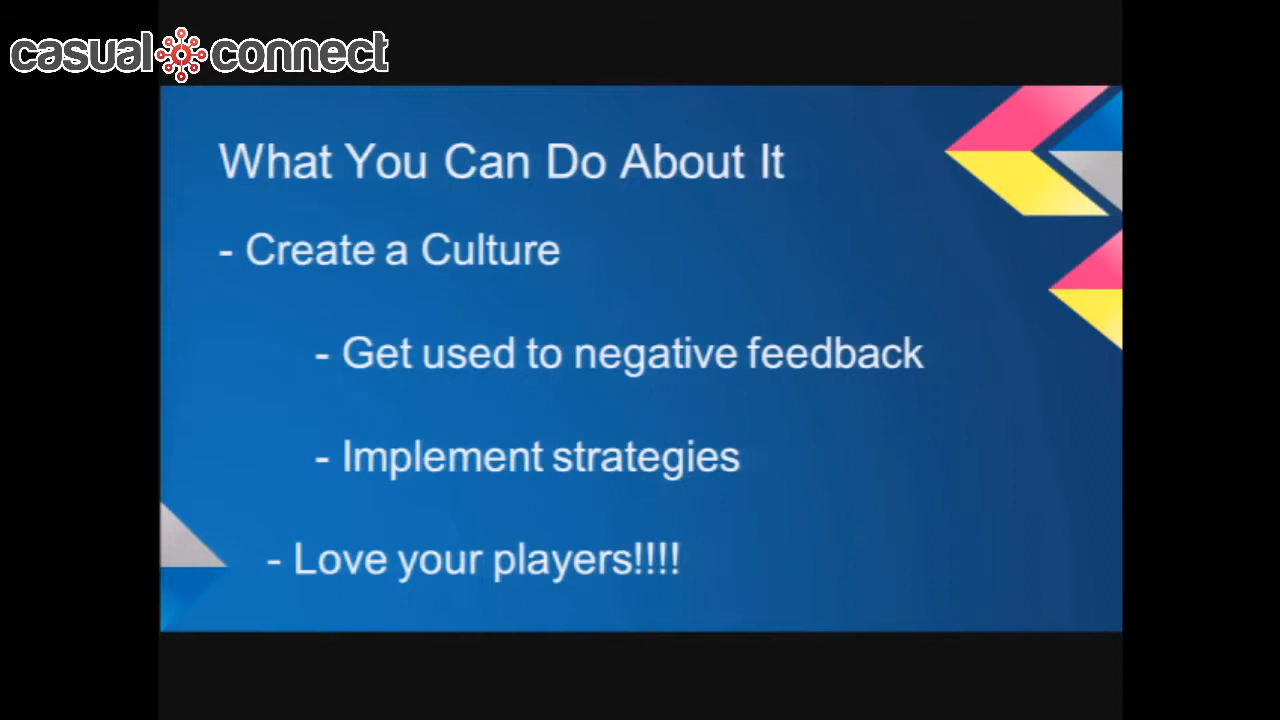 casual connect
What You Can Do About It
- Create a Culture
- Get used to negative feedback
- Implement strategies
- Love your players!!!!